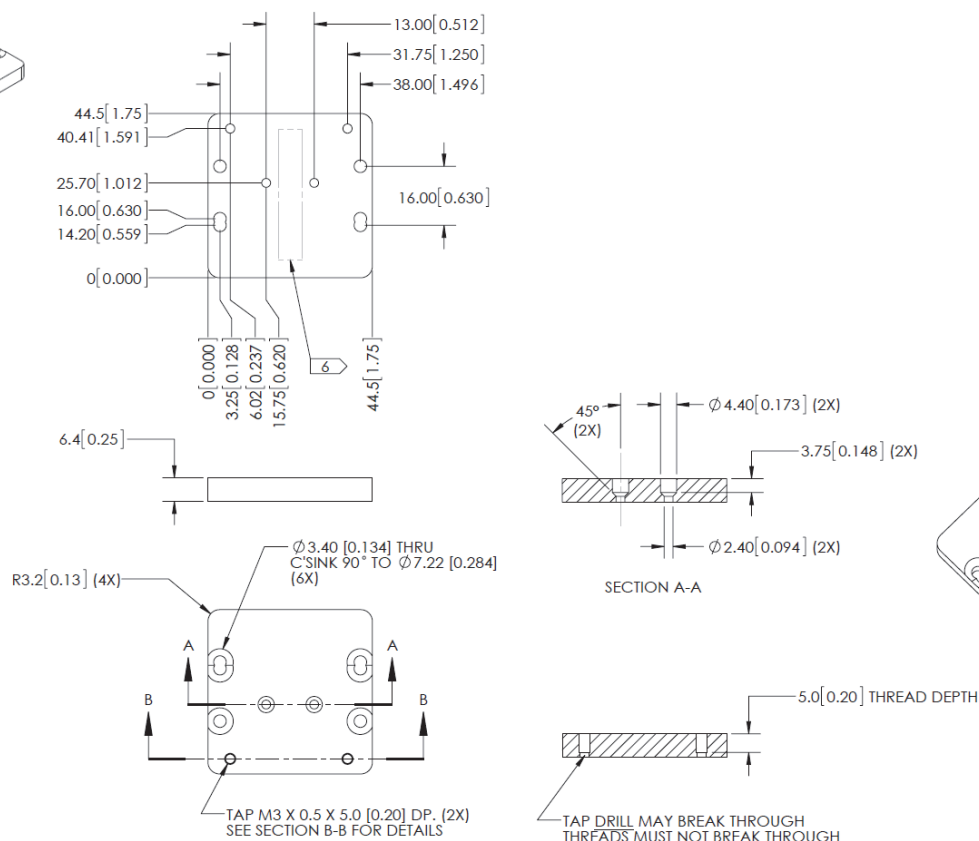 13.00[0.512]
31.75[1.250]
38.00[1.496]
44.5[1.75]
40.41[1.591]
25.70[1.012]
16.00[0.630]
16.00[0.630]
14.20[0.559]
0[0.000]
0[0.000]
3.25[0.128]
6.02[0.237]
15.75[0.620]
6
44.5[1.75]
6.4[0.25]
45° (2X)
Ø4.40[0.173] (2X)
3.75[0.148] (2X)
Ø2.40[0.094] (2X)
SECTION A-A
Ø3.40 [0.134] THRU
C'SINK 90° TO Ø7.22 [0.284]
(6X)
R3.2[0.13] (4X)
A
A
B
B
TAP M3 X 0.5 X 5.0 [0.20] DP. (2X)
SEE SECTION B-B FOR DETAILS
5.0[0.20] THREAD DEPTH
TAP DRILL MAY BREAK THROUGH
THREADS MUST NOT BREAK THROUGH